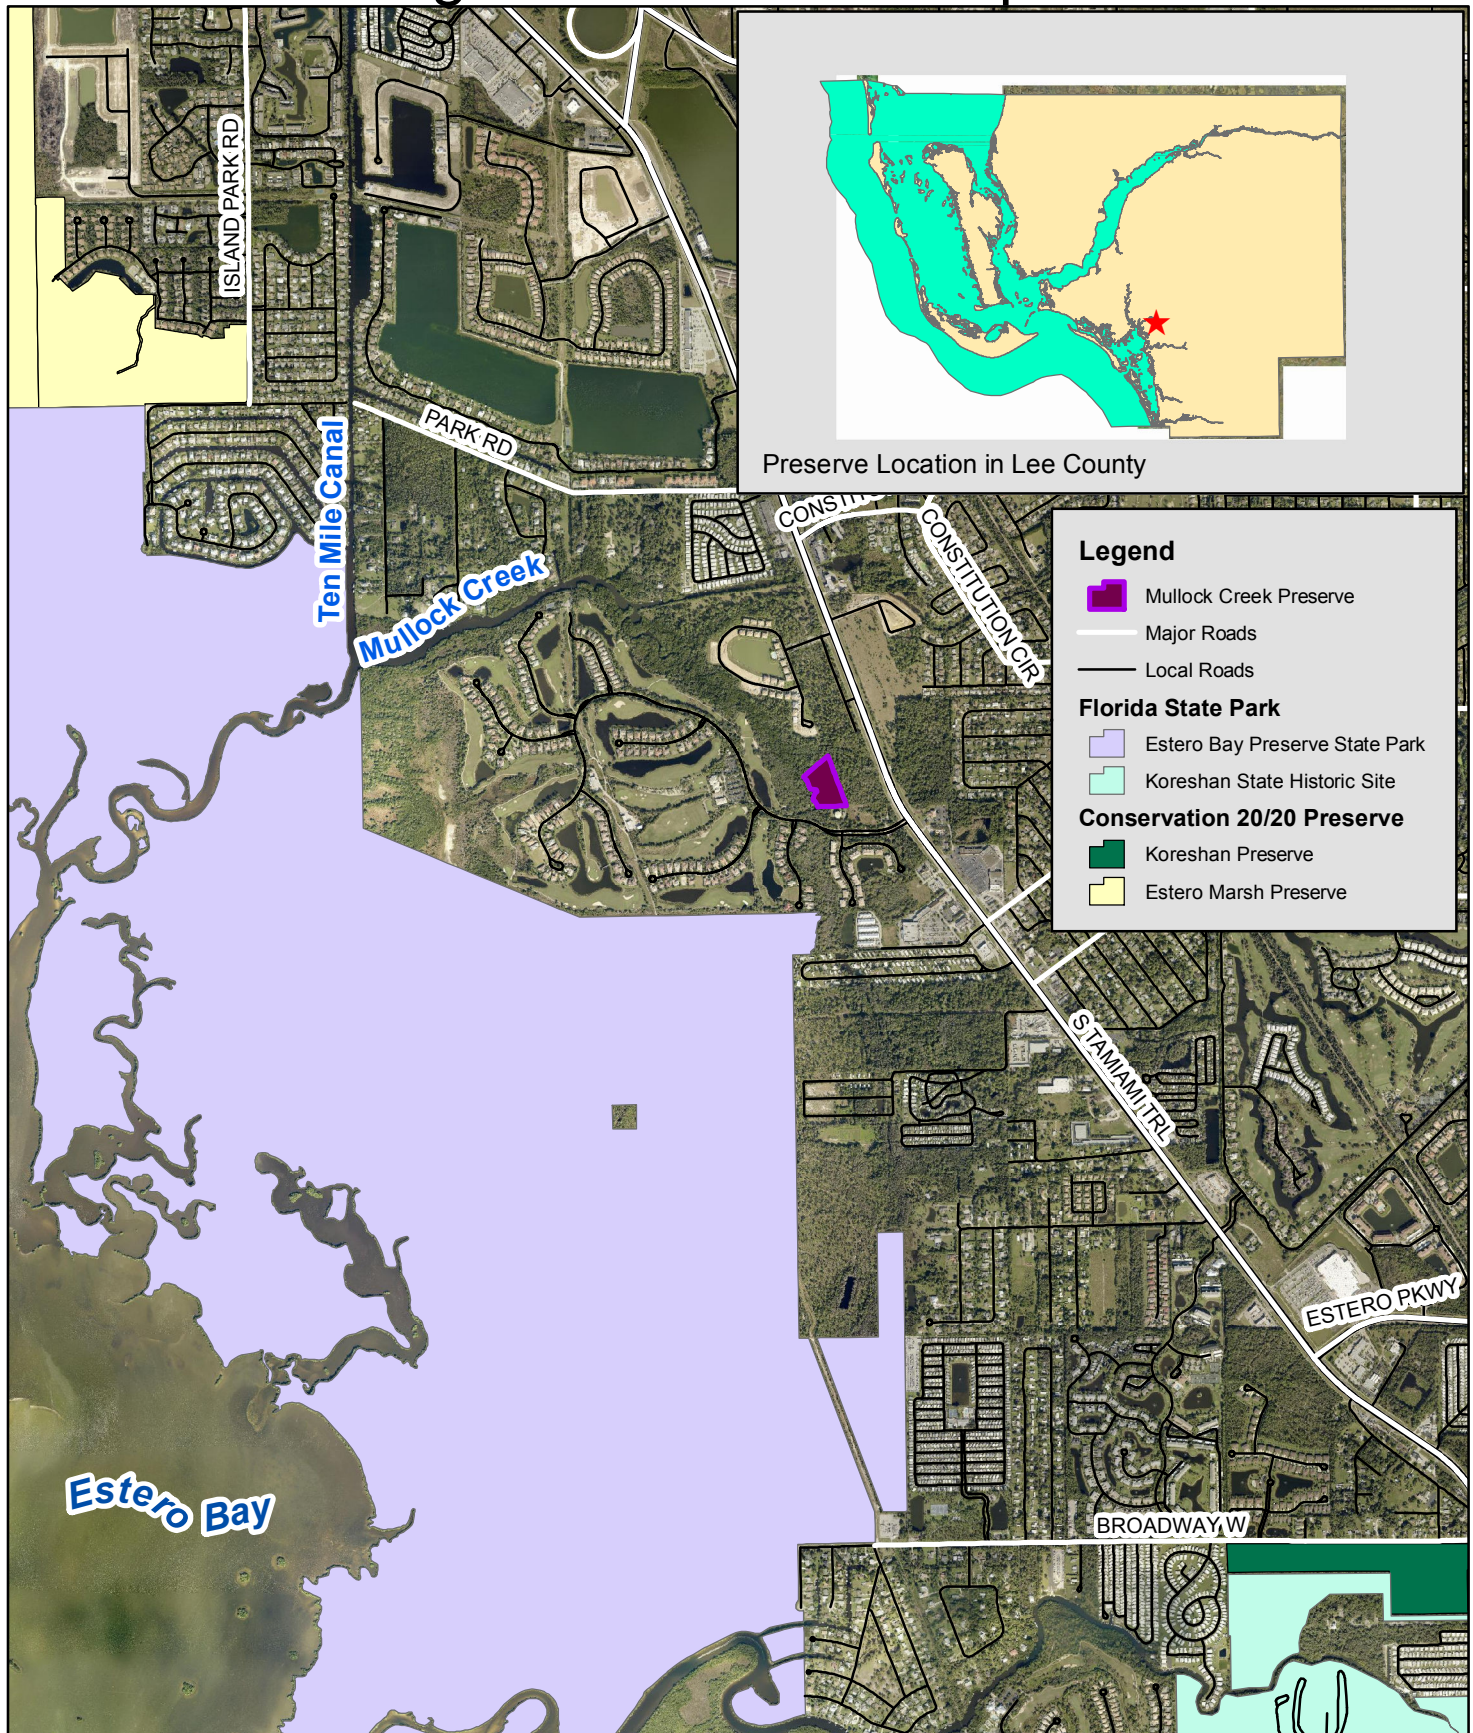 Preserve Location in Lee County
ISLAND PARK RD
PARK RD
Ten Mile Canal
Mullock Creek
CONSTITU
CONSTITUTION CIR
Legend
Mullock Creek Preserve
Major Roads
Local Roads
Florida State Park
Estero Bay Preserve State Park
Koreshan State Historic Site
Conservation 20/20 Preserve
Koreshan Preserve
Estero Marsh Preserve
S TAMIAMI TRL
ESTERO PKWY
Estero Bay
BROADWAY W